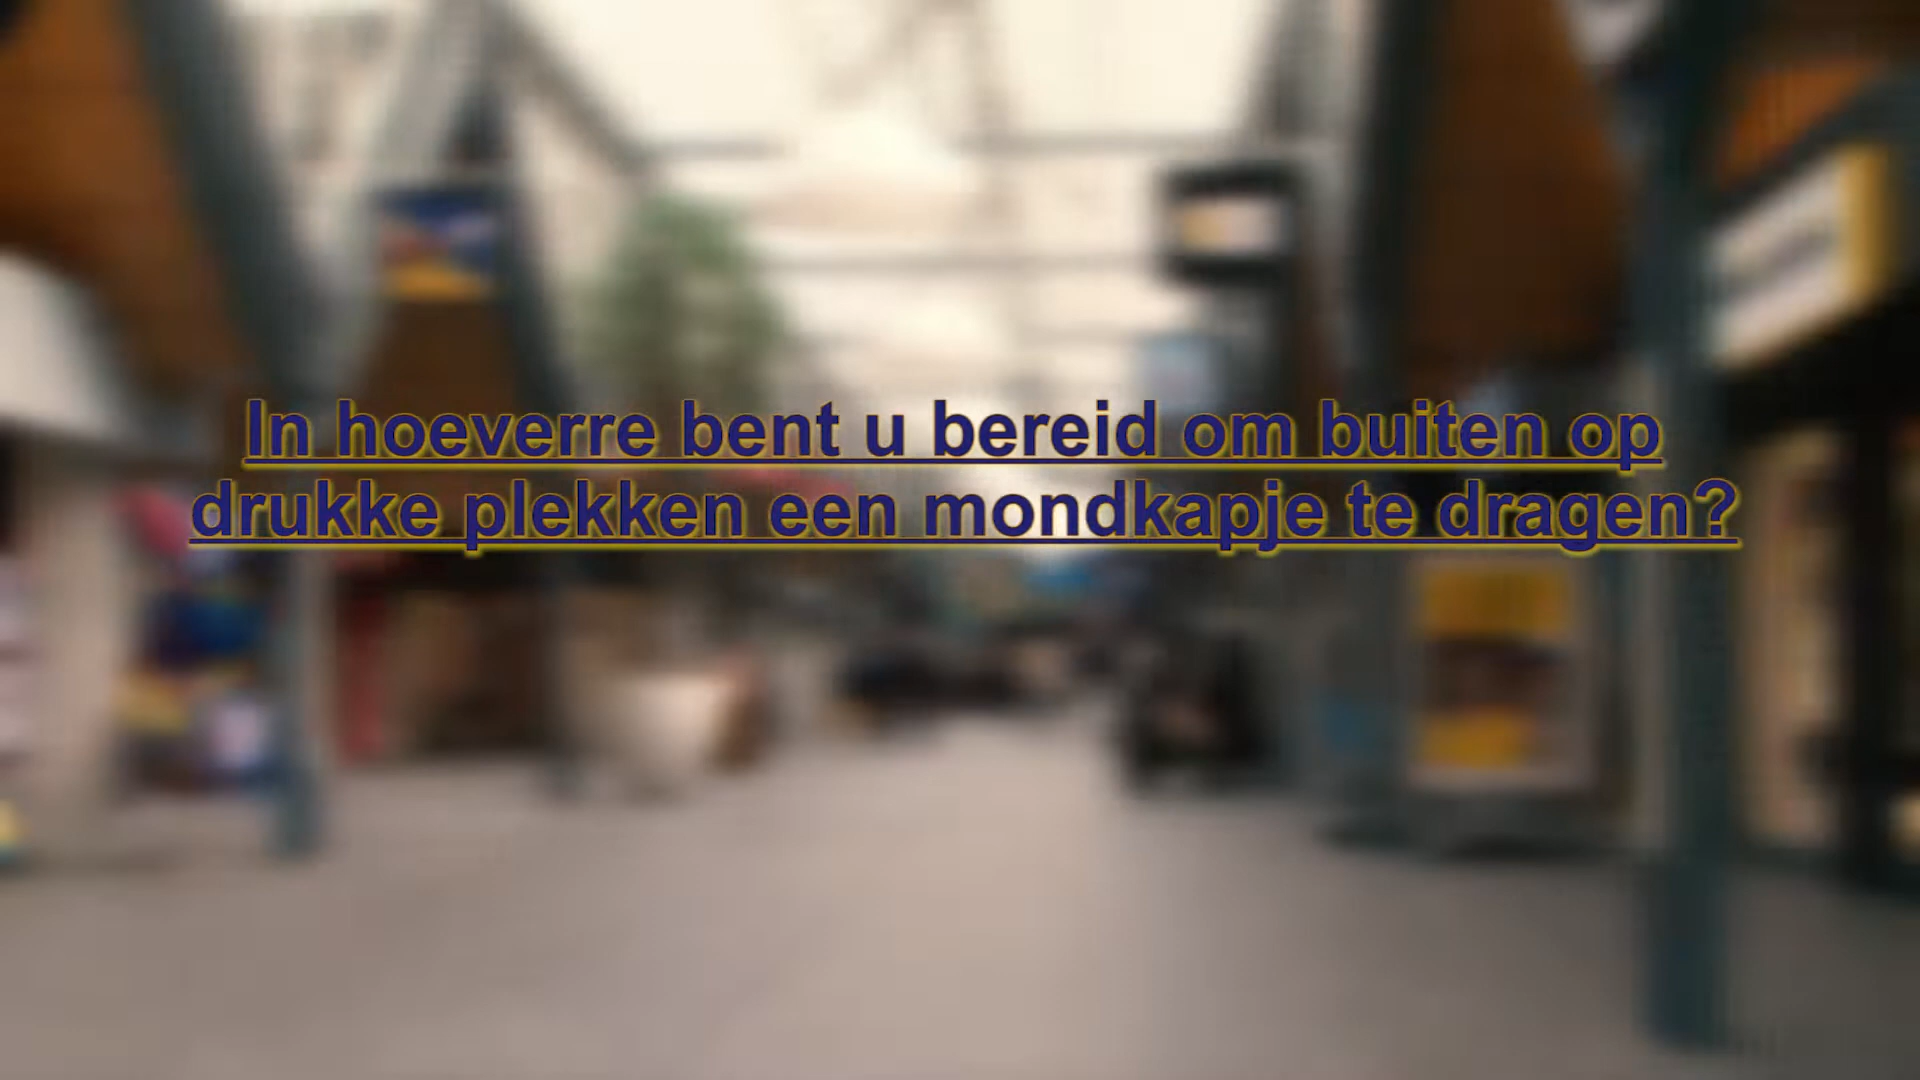 In hoeverre bent u bereid om buiten op
drukke plekken een mondkapje te dragen?